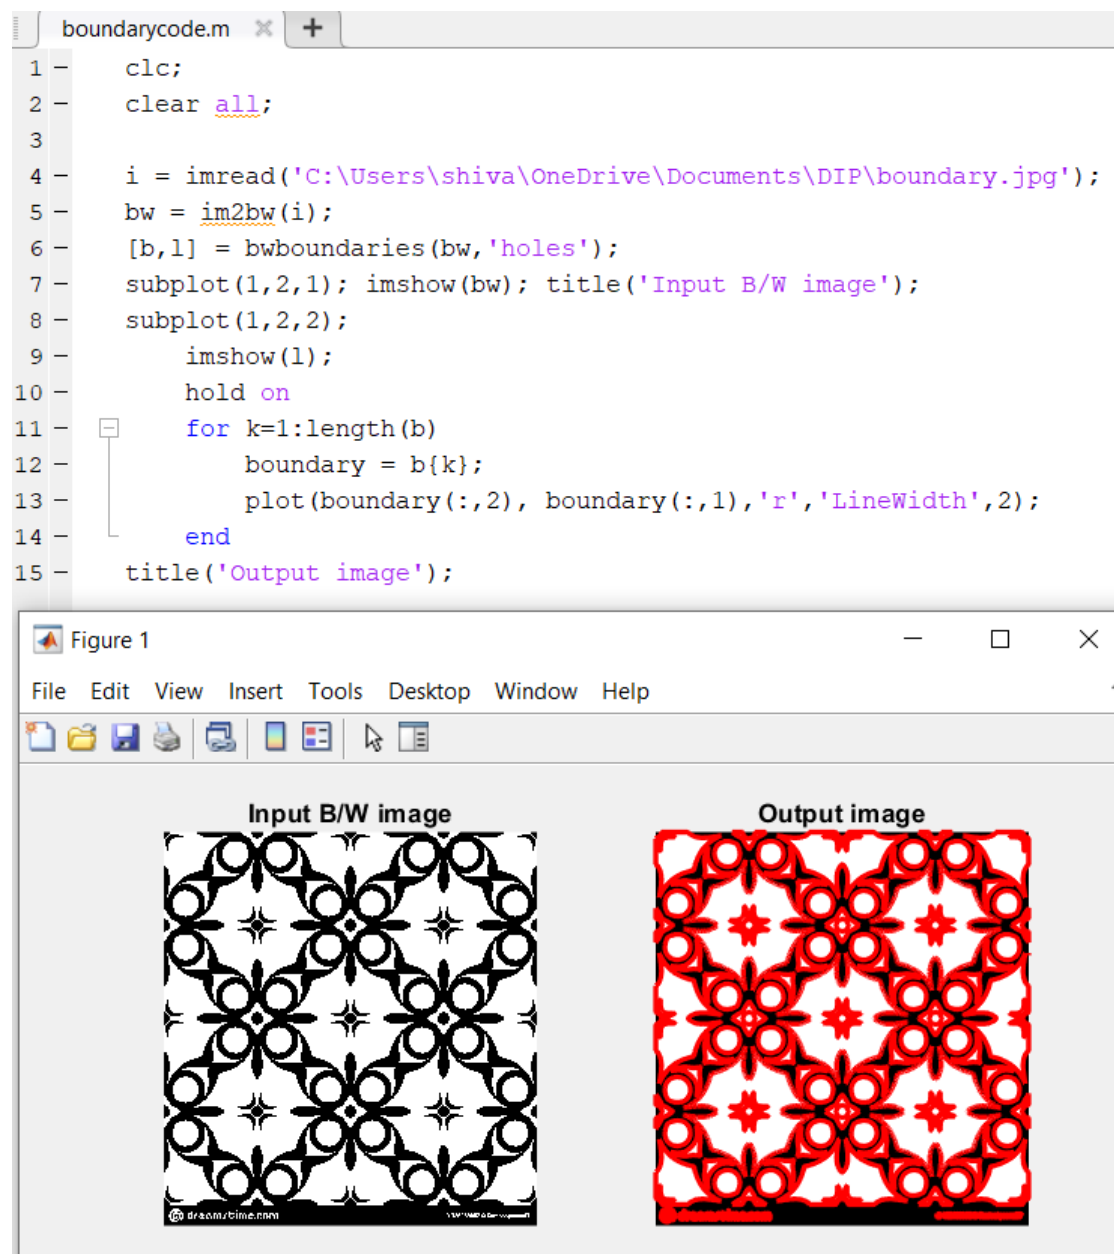 boundarycode.m
1 - clc;
2 - clear all;
3
4 - i = imread('C:\Users\shiva\OneDrive\Documents\DIP\boundary.jpg');
5 - bw = im2bw(i);
6 - [b,l] = bwboundaries(bw,'holes');
7 - subplot(1,2,1); imshow(bw); title('Input B/W image');
8 - subplot(1,2,2);
9 - imshow(l);
10 - hold on
11 - for k=1:length(b)
12 - boundary = b{k};
13 - plot(boundary(:,2), boundary(:,1),'r','LineWidth',2);
14 - end
15 - title('Output image');
Figure 1
File Edit View Insert Tools Desktop Window Help
Input B/W image Output image
dreamstime.com